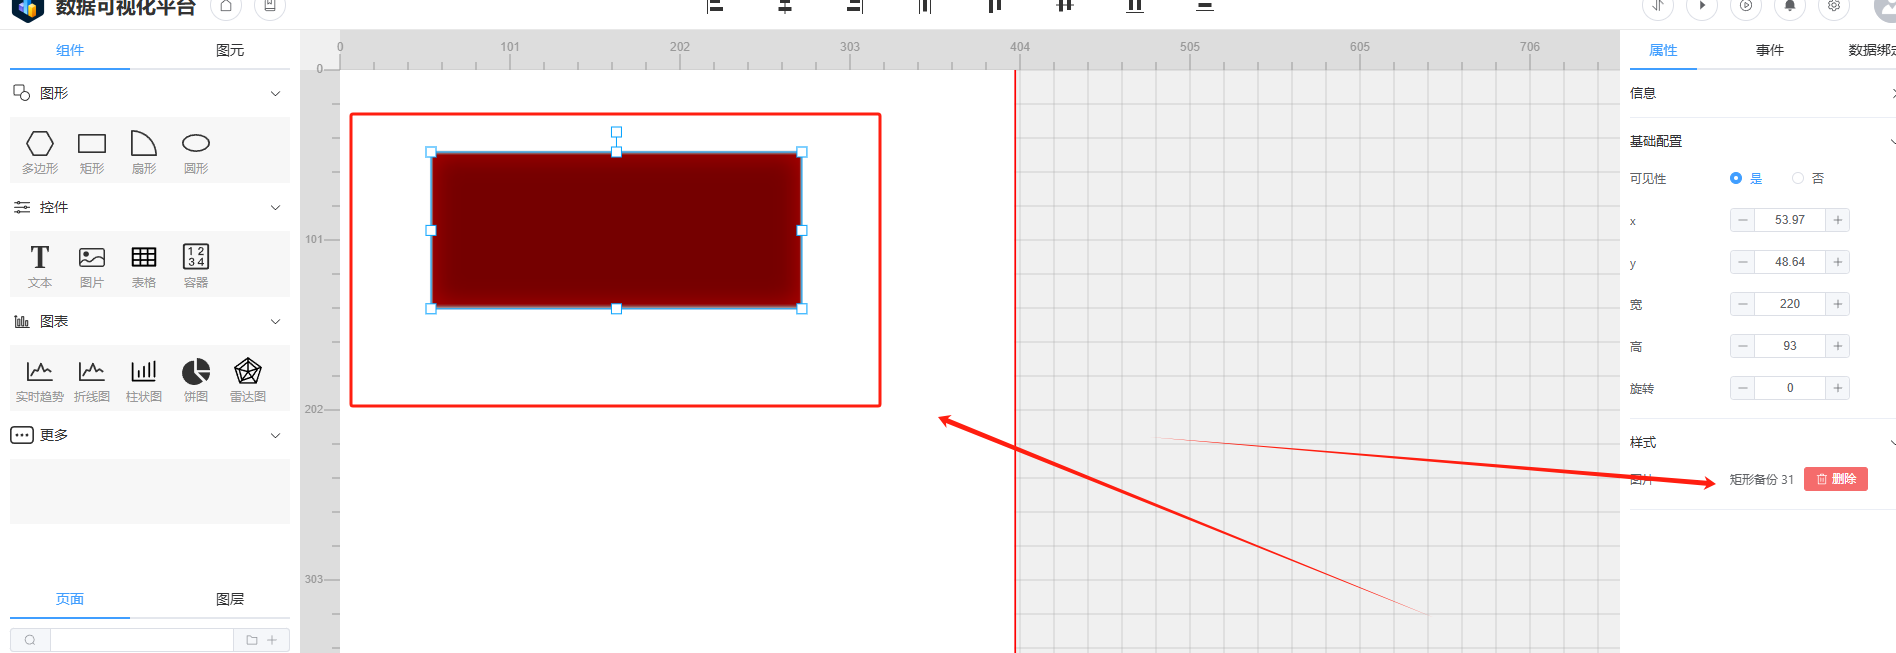 数据可视化平台
组件
图元
0
101
202
303
404
505
605
706
属性
事件
数据绑定
0
101
202
303
图形
多边形
矩形
扇形
圆形
控件
T
1 2
3 4
文本
图片
表格
容器
图表
实时趋势
折线图
柱状图
饼图
雷达图
更多
页面
图层
信息
基础配置
可见性
是
否
x
53.97
y
48.64
宽
220
高
93
旋转
0
样式
图片
矩形备份 31
删除